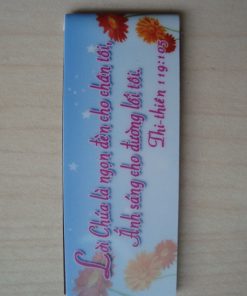 Lời Chúa là ngọn đèn cho chân tôi,
Ánh sáng cho đường lối tôi.
Thi-thiên 119:105